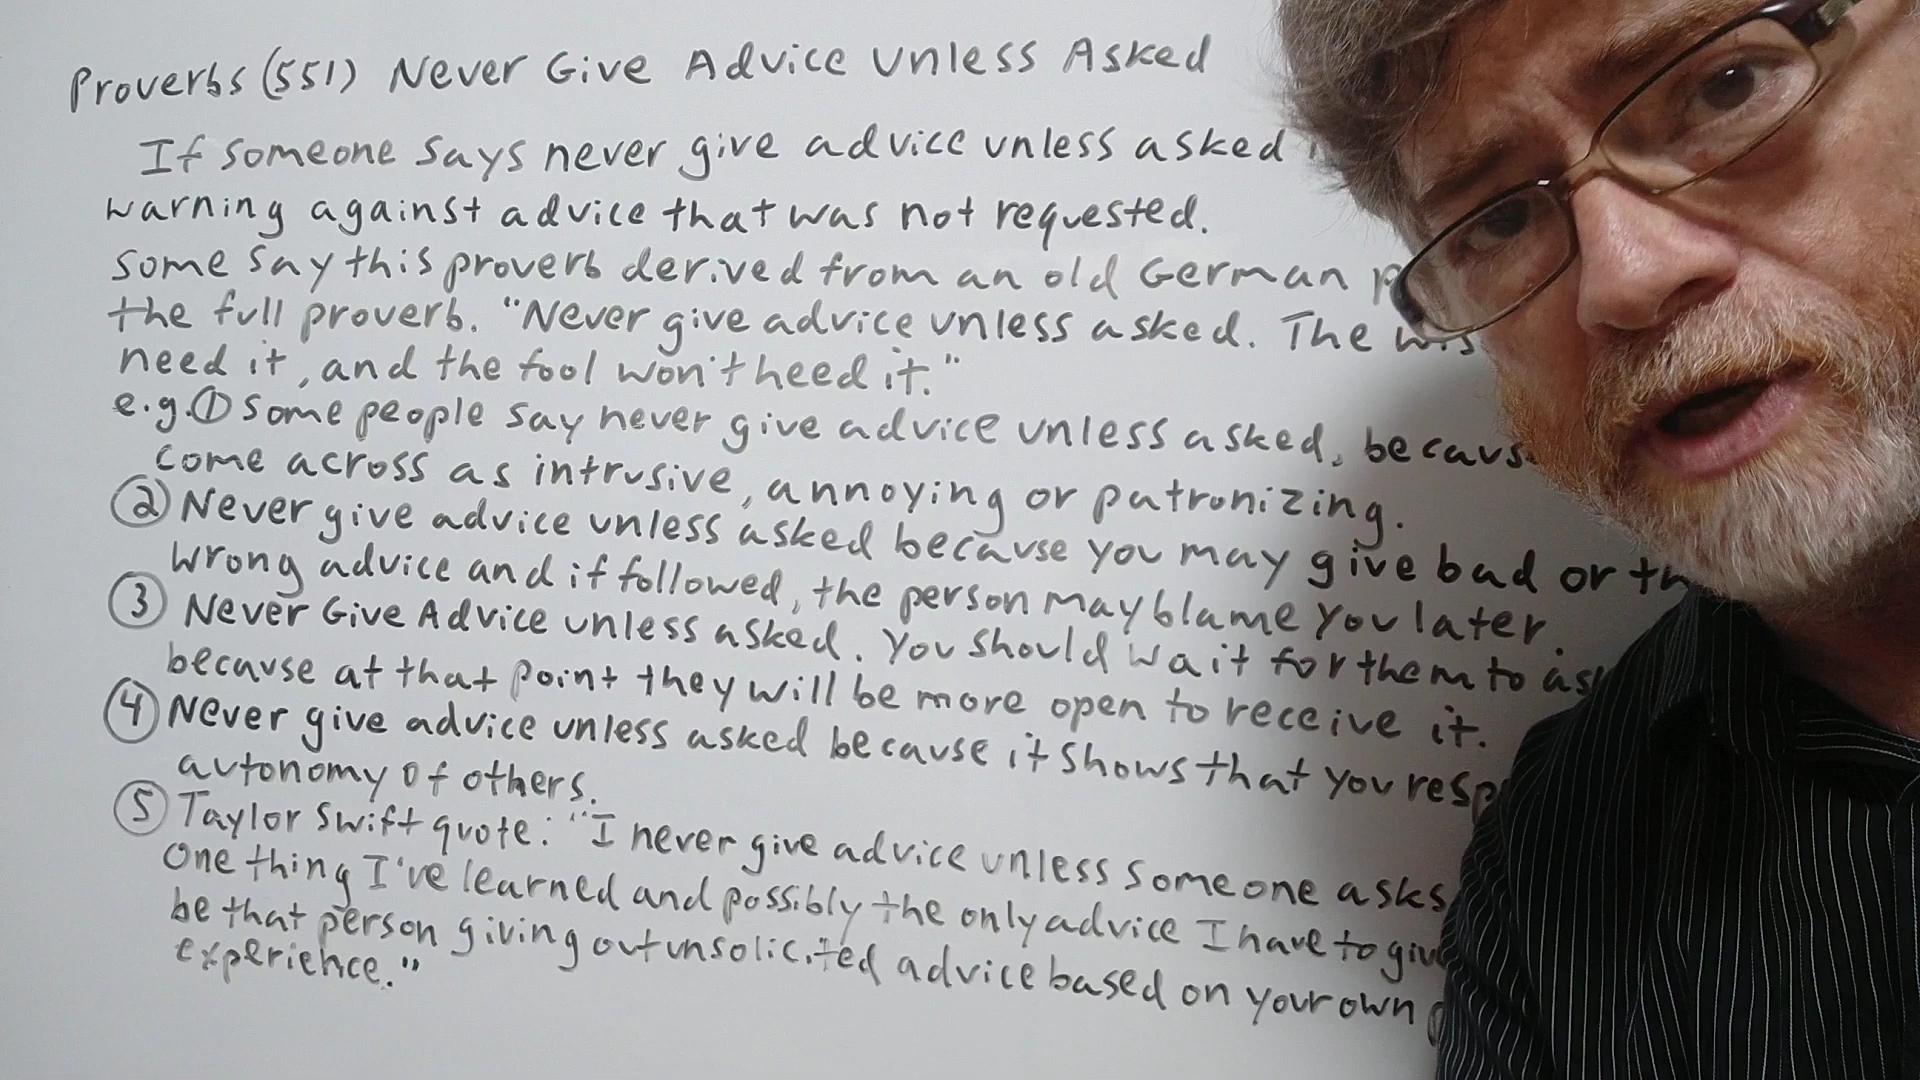 Proverbs (551) Never Give Advice Unless Asked
If someone says never give advice unless asked
warning against advice that was not requested.
Some say this proverb derived from an old German
the full proverb. "Never give advice unless asked. The
need it, and the fool won't heed it."
e.g. ① Some people say never give advice unless asked, because
come across as intrusive, annoying or patronizing.
② Never give advice unless asked because you may give bad or
wrong advice and if followed, the person may blame you later.
③ Never Give Advice unless asked. You should wait for them to
because at that point they will be more open to receive it.
④ Never give advice unless asked because it shows that you
autonomy of others.
⑤ Taylor Swift quote: "I never give advice unless someone asks
One thing I've learned and possibly the only advice I have to
be that person giving out unsolicited advice based on your own
experience."